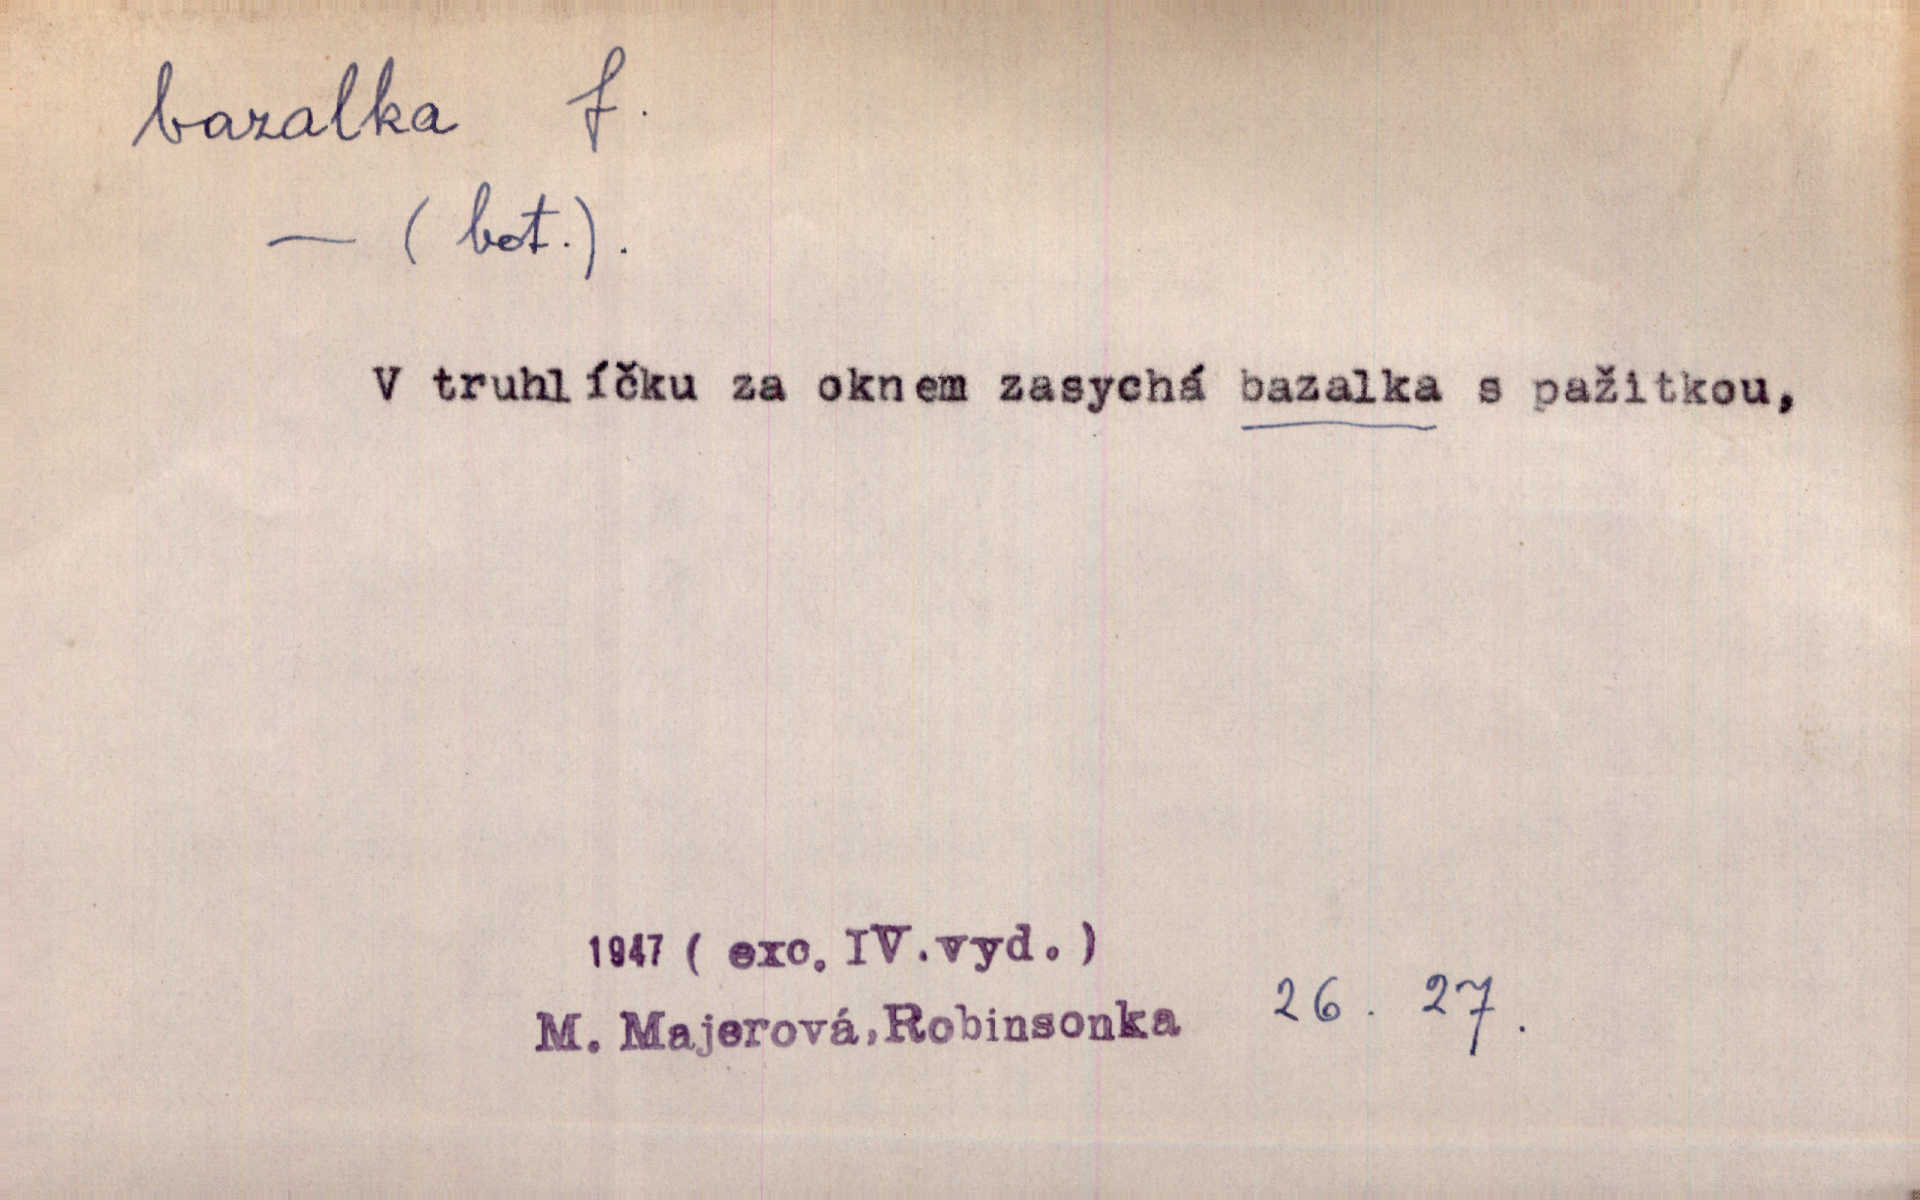 bazalka f.
— (bot.).
V truhlíčku za oknem zasychá bazalka s pažitkou,
1947 ( exc. IV.vyd.)
M. Majerová,Robinsonka 26. 27.